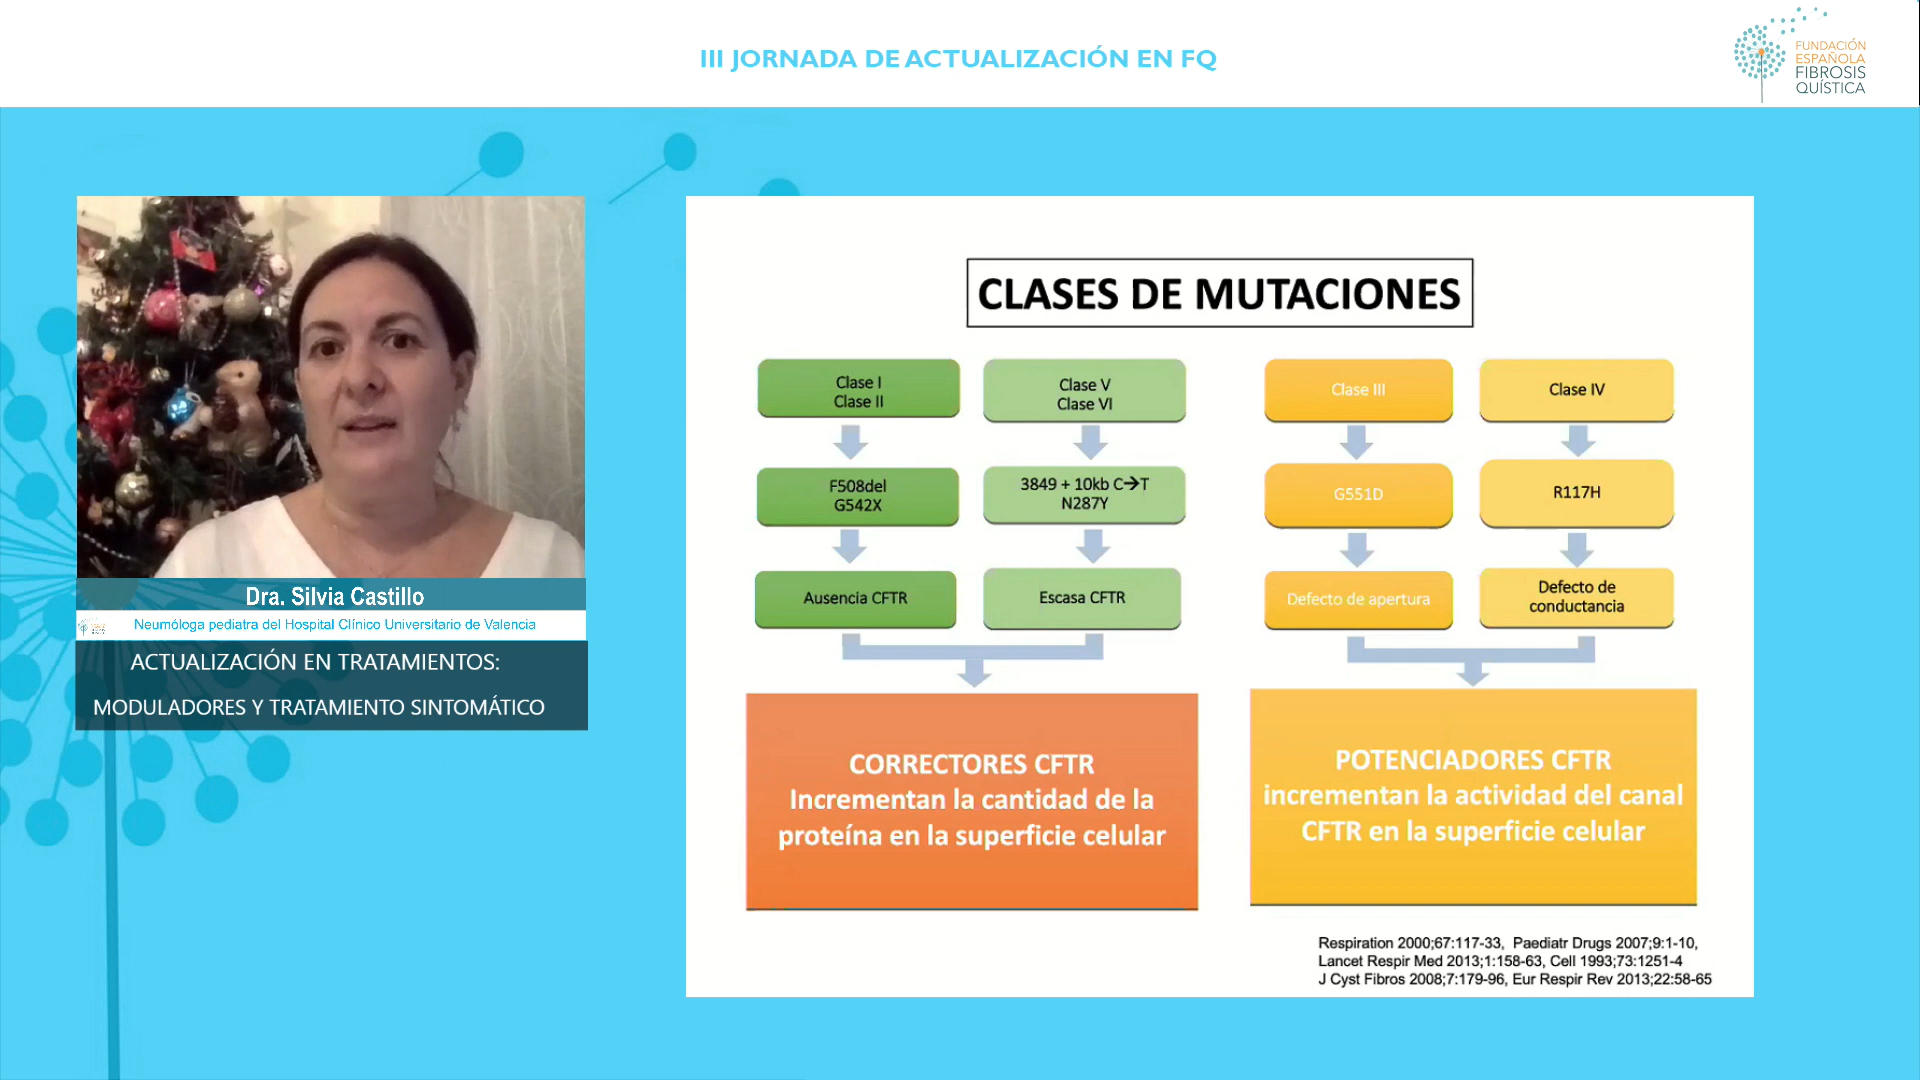 III JORNADA DE ACTUALIZACIÓN EN FQ
FUNDACIÓN
ESPAÑOLA
FIBROSIS
QUÍSTICA
Dra. Silvia Castillo
Neumóloga pediatra del Hospital Clínico Universitario de Valencia
ACTUALIZACIÓN EN TRATAMIENTOS:
MODULADORES Y TRATAMIENTO SINTOMÁTICO
CLASES DE MUTACIONES
Clase I
Clase II
Clase V
Clase VI
Clase III
Clase IV
F508del
G542X
3849 + 10kb C→T
N287Y
G551D
R117H
Ausencia CFTR
Escasa CFTR
Defecto de apertura
Defecto de
conductancia
CORRECTORES CFTR
Incrementan la cantidad de la
proteína en la superficie celular
POTENCIADORES CFTR
incrementan la actividad del canal
CFTR en la superficie celular
Respiration 2000;67:117-33, Paediatr Drugs 2007;9:1-10,
Lancet Respir Med 2013;1:158-63, Cell 1993;73:1251-4
J Cyst Fibros 2008;7:179-96, Eur Respir Rev 2013;22:58-65